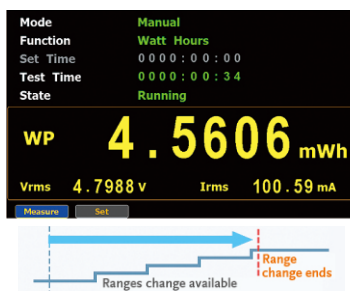 Mode Manual
Function Watt Hours
Set Time 0000:00:00
Test Time 0000:00:34
State Running
WP 4.5606 mWh
Vrms 4.7988 V Irms 100.59 mA
Measure Set
Range
change ends
Ranges change available